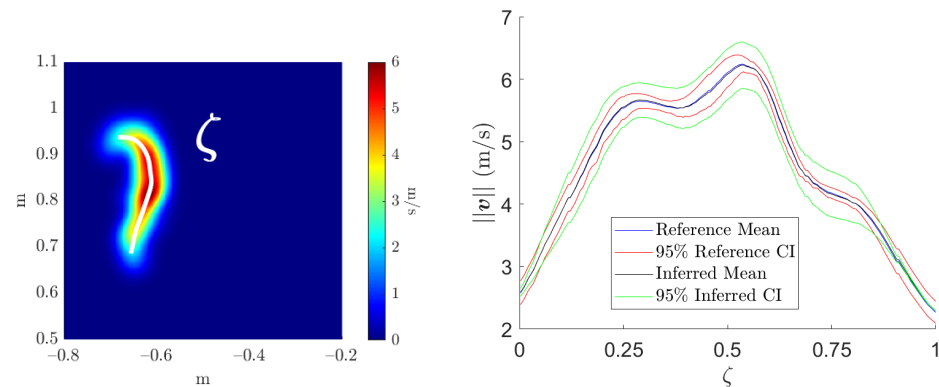 1.1
1
0.9
0.8
0.7
0.6
0.5
m
−0.8
−0.6
−0.4
−0.2
m
ζ
6
5
4
3
2
1
0
m/s
7
6
5
4
3
2
||v|| (m/s)
Reference Mean
95% Reference CI
Inferred Mean
95% Inferred CI
0
0.25
0.5
0.75
1
ζ